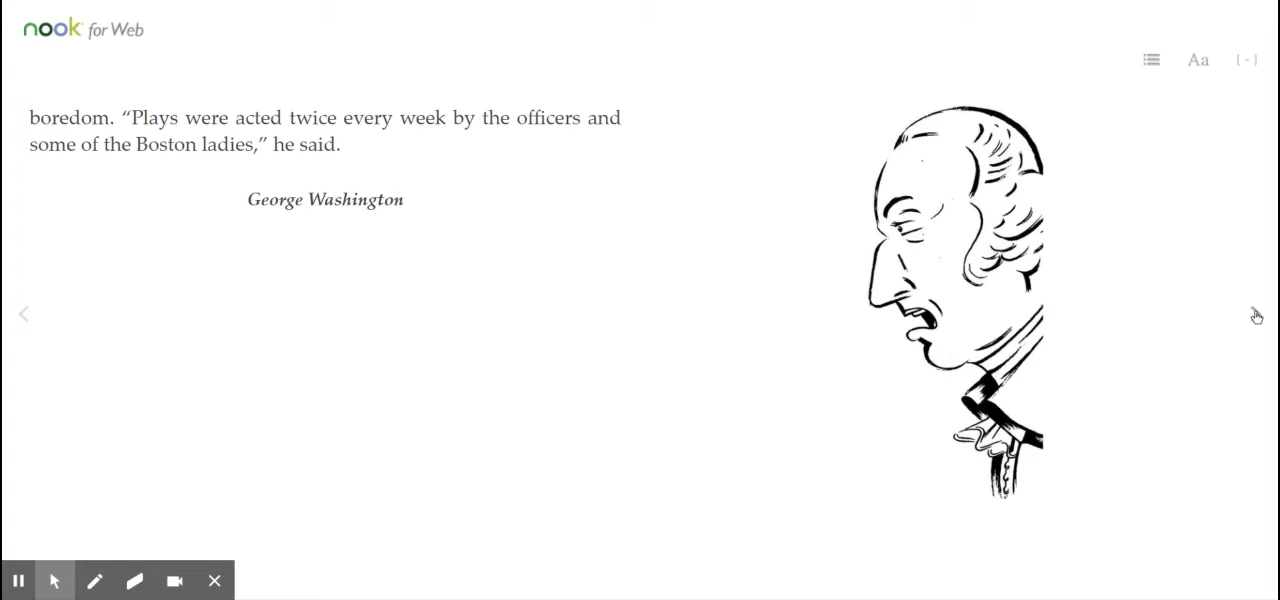 nook for Web
Aa
[ - ]
boredom. “Plays were acted twice every week by the officers and
some of the Boston ladies,” he said.
George Washington